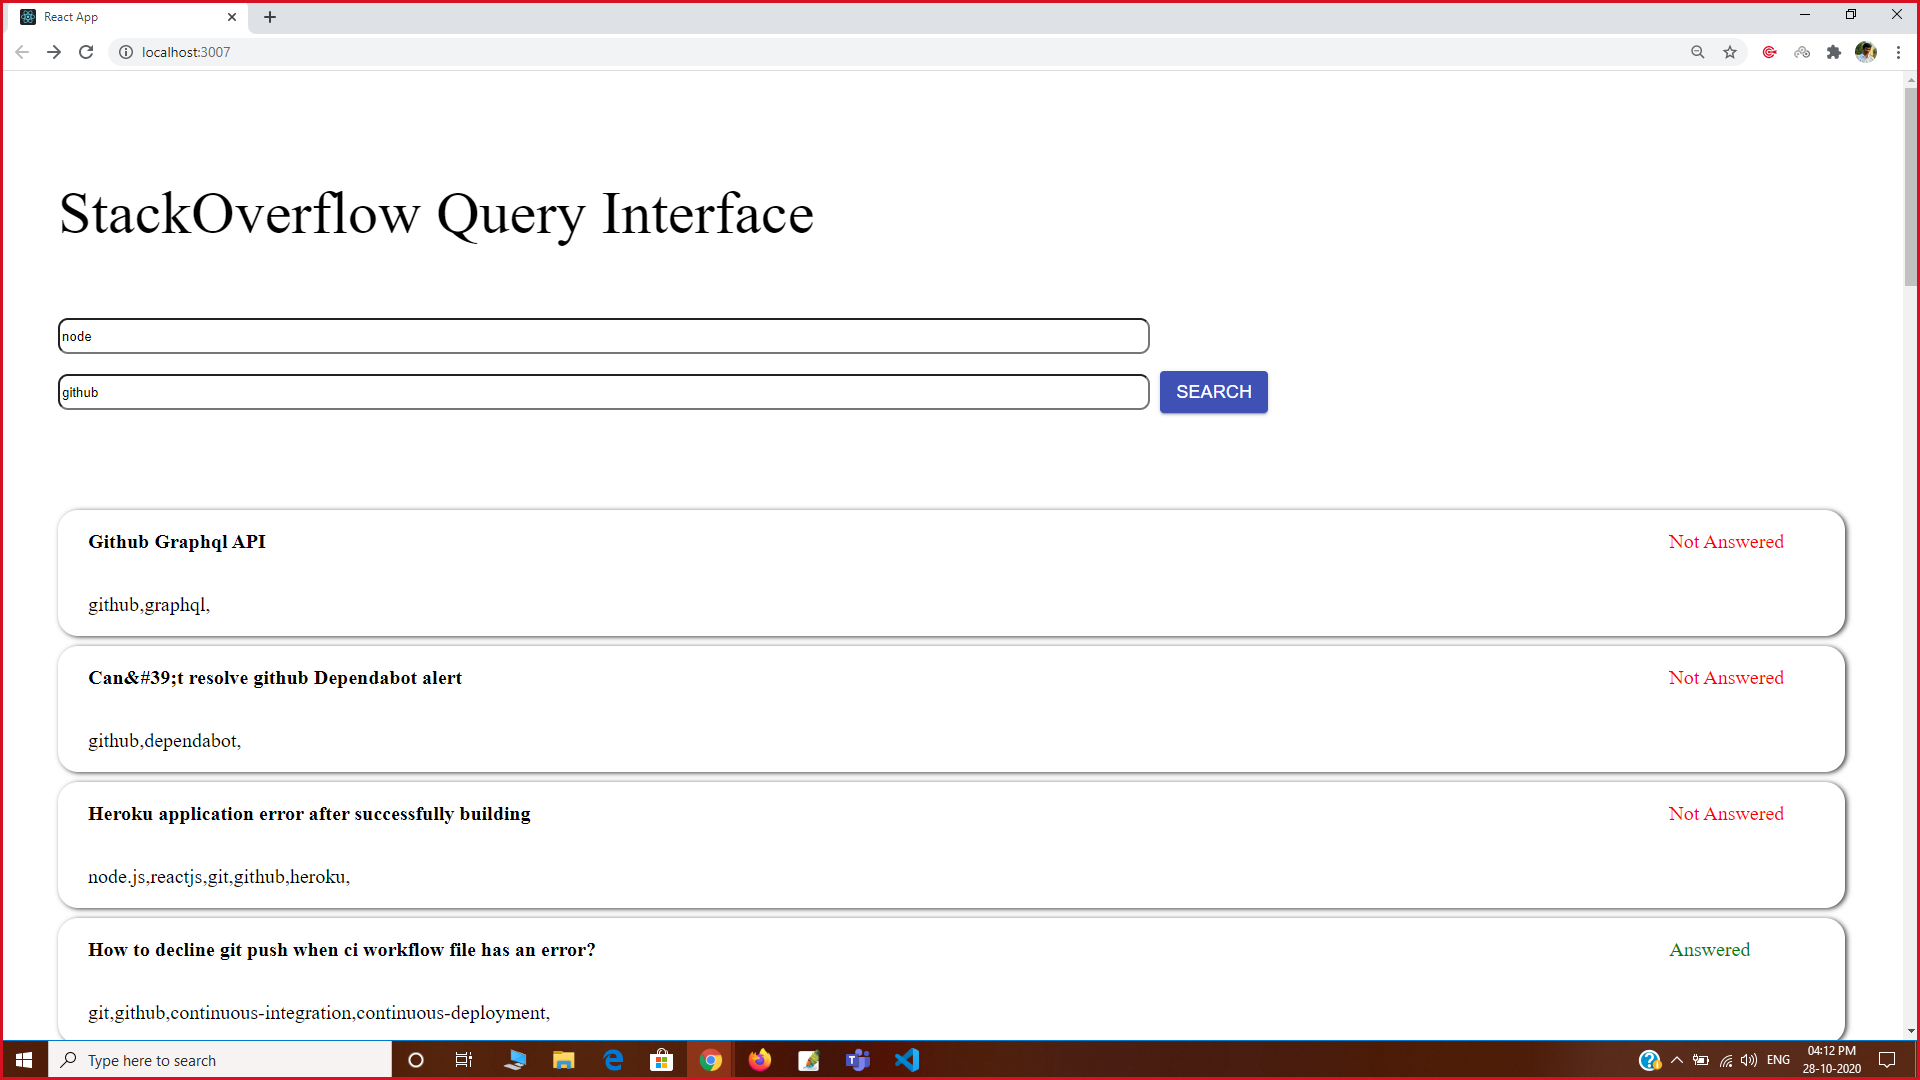 React App
localhost:3007
StackOverflow Query Interface
node
github
SEARCH
Github Graphql API
Not Answered
github,graphql,
Can&#39;t resolve github Dependabot alert
Not Answered
github,dependabot,
Heroku application error after successfully building
Not Answered
node.js,reactjs,git,github,heroku,
How to decline git push when ci workflow file has an error?
Answered
git,github,continuous-integration,continuous-deployment,
Type here to search
ENG
04:12 PM
28-10-2020